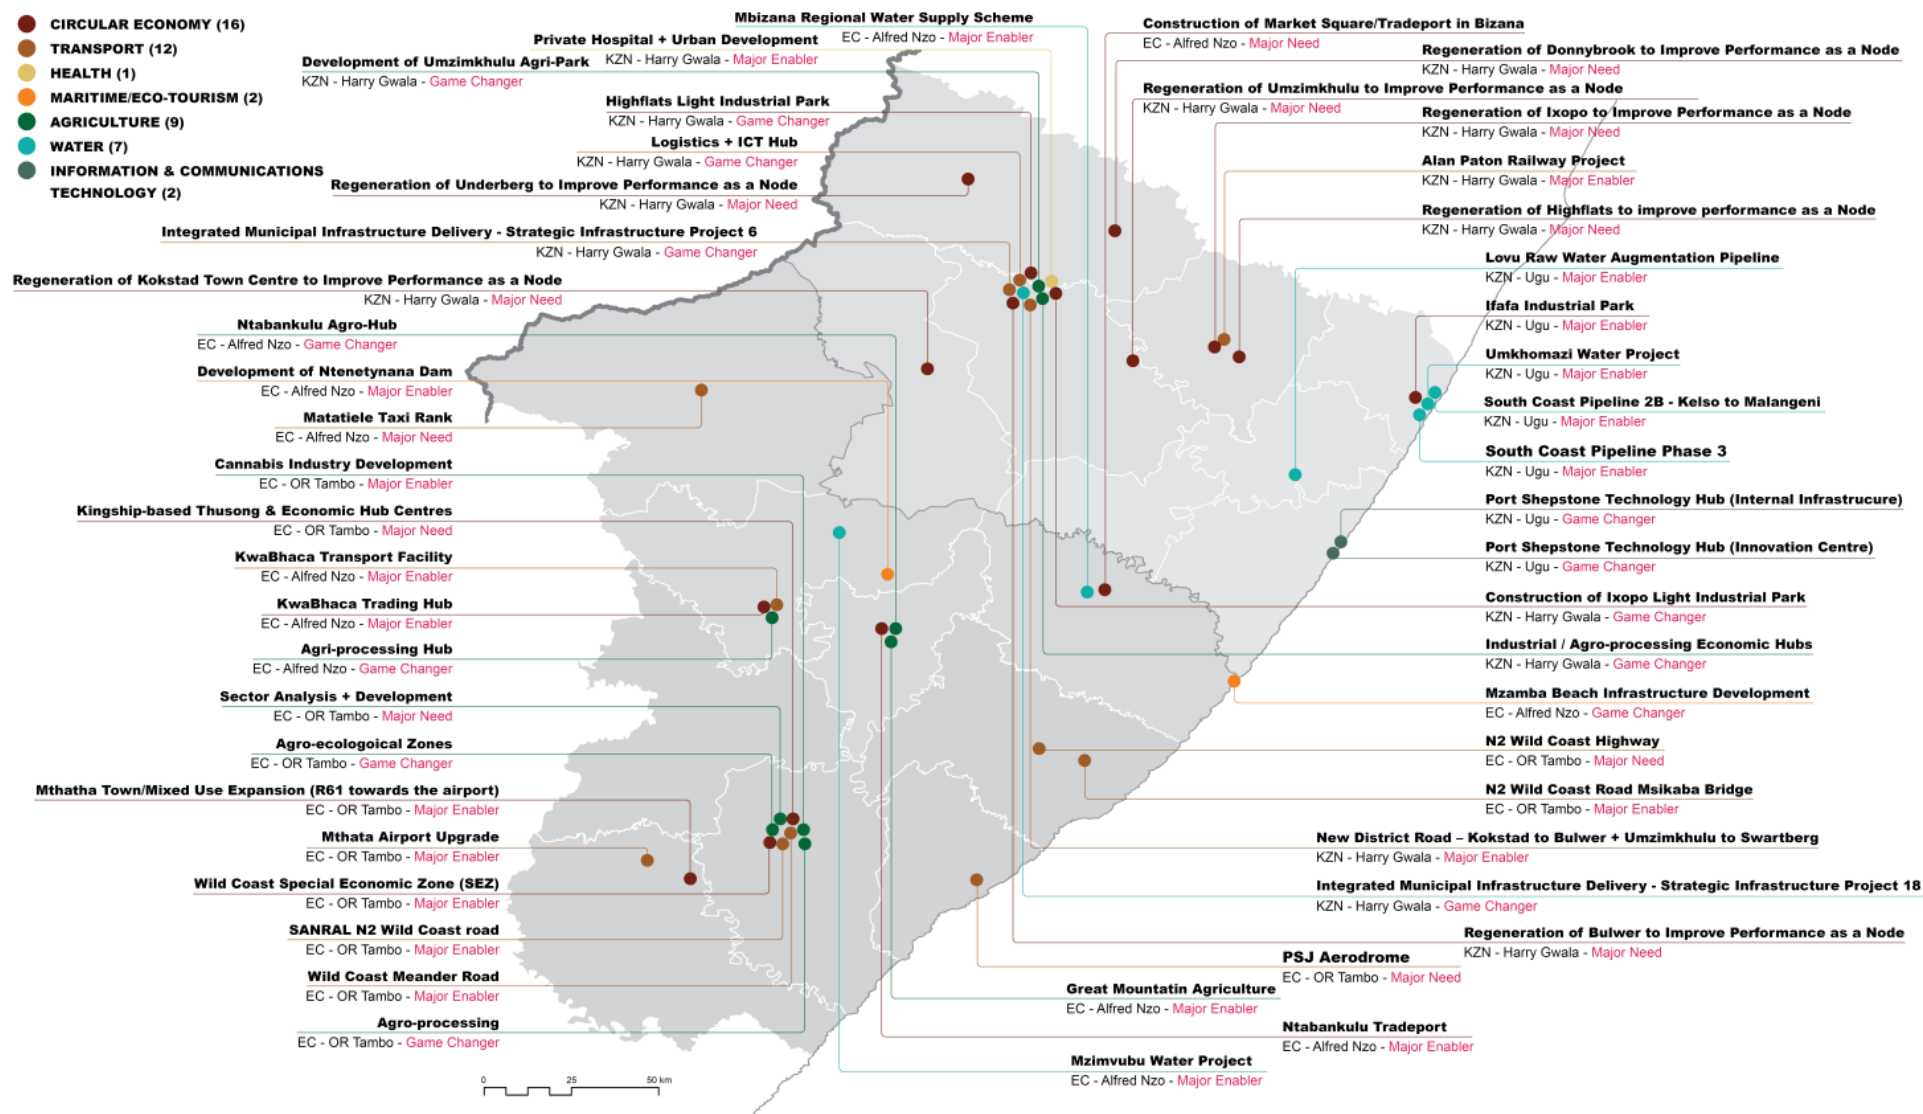 CIRCULAR ECONOMY (16)
TRANSPORT (12)
HEALTH (1)
MARITIME/ECO-TOURISM (2)
AGRICULTURE (9)
WATER (7)
INFORMATION & COMMUNICATIONS
TECHNOLOGY (2)
Mbizana Regional Water Supply Scheme
EC - Alfred Nzo - Major Enabler
Private Hospital + Urban Development
KZN - Harry Gwala - Major Enabler
Development of Umzimkhulu Agri-Park
KZN - Harry Gwala - Game Changer
Highflats Light Industrial Park
KZN - Harry Gwala - Game Changer
Logistics + ICT Hub
KZN - Harry Gwala - Game Changer
Regeneration of Underberg to Improve Performance as a Node
KZN - Harry Gwala - Major Need
Integrated Municipal Infrastructure Delivery - Strategic Infrastructure Project 6
KZN - Harry Gwala - Game Changer
Regeneration of Kokstad Town Centre to Improve Performance as a Node
KZN - Harry Gwala - Major Need
Ntabankulu Agro-Hub
EC - Alfred Nzo - Game Changer
Development of Ntenetynana Dam
EC - Alfred Nzo - Major Enabler
Matatiele Taxi Rank
EC - Alfred Nzo - Major Need
Cannabis Industry Development
EC - OR Tambo - Major Enabler
Kingship-based Thusong & Economic Hub Centres
EC - OR Tambo - Major Need
KwaBhaca Transport Facility
EC - Alfred Nzo - Major Enabler
KwaBhaca Trading Hub
EC - Alfred Nzo - Major Enabler
Agri-processing Hub
EC - Alfred Nzo - Game Changer
Sector Analysis + Development
EC - OR Tambo - Major Need
Agro-ecologoical Zones
EC - OR Tambo - Game Changer
Mthatha Town/Mixed Use Expansion (R61 towards the airport)
EC - OR Tambo - Major Enabler
Mthata Airport Upgrade
EC - OR Tambo - Major Enabler
Wild Coast Special Economic Zone (SEZ)
EC - OR Tambo - Major Enabler
SANRAL N2 Wild Coast road
EC - OR Tambo - Major Enabler
Wild Coast Meander Road
EC - OR Tambo - Major Enabler
Agro-processing
EC - OR Tambo - Game Changer
0 25 50 km
Construction of Market Square/Tradeport in Bizana
EC - Alfred Nzo - Major Need
Regeneration of Donnybrook to Improve Performance as a Node
KZN - Harry Gwala - Major Need
Regeneration of Umzimkhulu to Improve Performance as a Node
KZN - Harry Gwala - Major Need
Regeneration of Ixopo to Improve Performance as a Node
KZN - Harry Gwala - Major Need
Alan Paton Railway Project
KZN - Harry Gwala - Major Enabler
Regeneration of Highflats to improve performance as a Node
KZN - Harry Gwala - Major Need
Lovu Raw Water Augmentation Pipeline
KZN - Ugu - Major Enabler
Ifafa Industrial Park
KZN - Ugu - Major Enabler
Umkhomazi Water Project
KZN - Ugu - Major Enabler
South Coast Pipeline 2B - Kelso to Malangeni
KZN - Ugu - Major Enabler
South Coast Pipeline Phase 3
KZN - Ugu - Major Enabler
Port Shepstone Technology Hub (Internal Infrastrucure)
KZN - Ugu - Game Changer
Port Shepstone Technology Hub (Innovation Centre)
KZN - Ugu - Game Changer
Construction of Ixopo Light Industrial Park
KZN - Harry Gwala - Game Changer
Industrial / Agro-processing Economic Hubs
KZN - Harry Gwala - Game Changer
Mzamba Beach Infrastructure Development
EC - Alfred Nzo - Game Changer
N2 Wild Coast Highway
EC - OR Tambo - Major Need
N2 Wild Coast Road Msikaba Bridge
EC - OR Tambo - Major Enabler
New District Road – Kokstad to Bulwer + Umzimkhulu to Swartberg
KZN - Harry Gwala - Major Enabler
Integrated Municipal Infrastructure Delivery - Strategic Infrastructure Project 18
KZN - Harry Gwala - Game Changer
Regeneration of Bulwer to Improve Performance as a Node
KZN - Harry Gwala - Major Need
PSJ Aerodrome
EC - OR Tambo - Major Need
Great Mountatin Agriculture
EC - Alfred Nzo - Major Enabler
Ntabankulu Tradeport
EC - Alfred Nzo - Major Enabler
Mzimvubu Water Project
EC - Alfred Nzo - Major Enabler